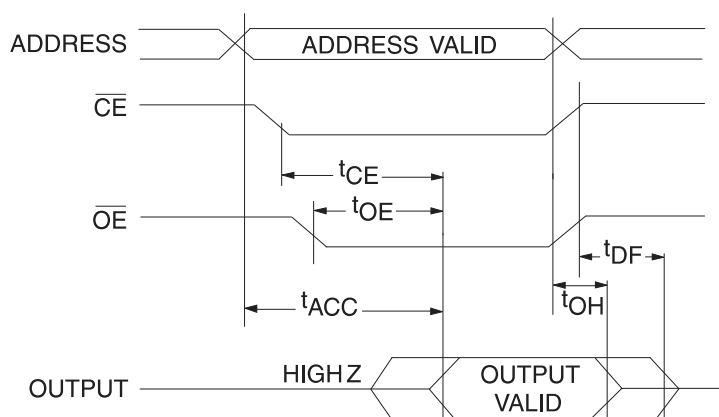 ADDRESS
ADDRESS VALID
CE
tCE
OE
tOE
tDF
tACC
tOH
OUTPUT
HIGH Z
OUTPUT
VALID